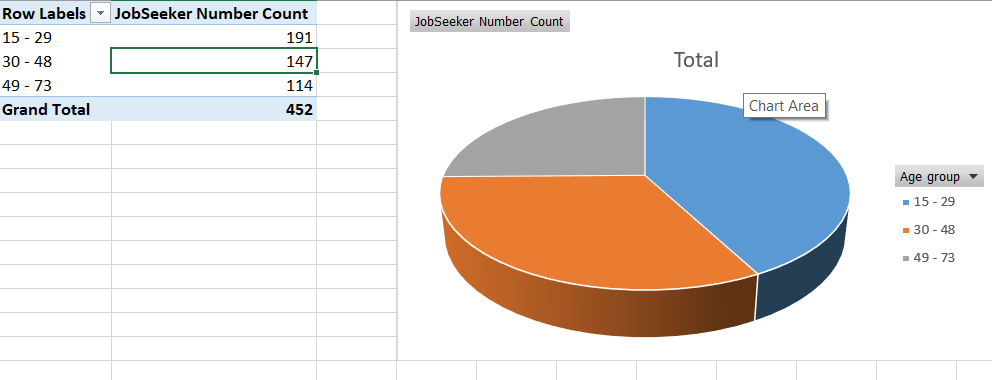 Row Labels JobSeeker Number Count
15 - 29 191
30 - 48 147
49 - 73 114
Grand Total 452
JobSeeker Number Count
Total
Chart Area
Age group
15 - 29
30 - 48
49 - 73